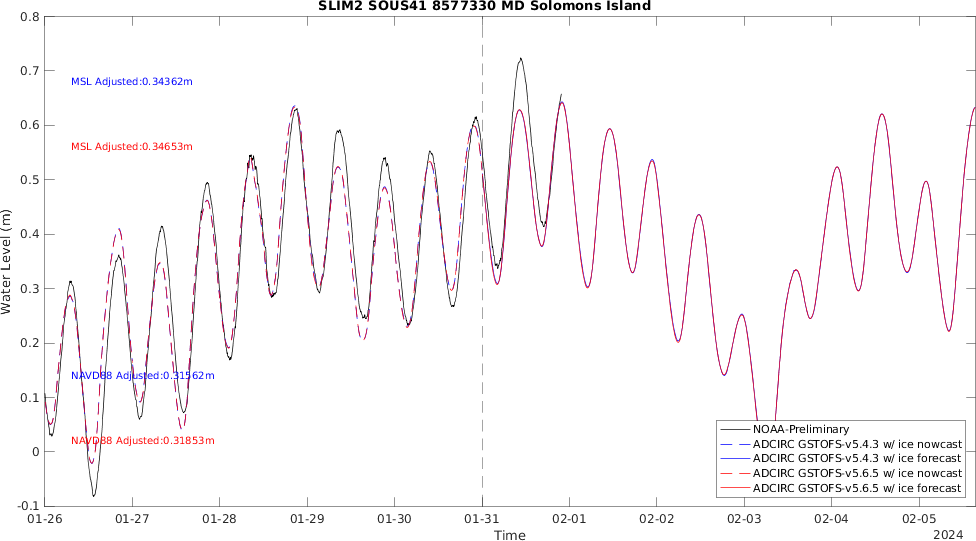 SLIM2 SOUS41 8577330 MD Solomons Island
0.8
0.7
0.6
0.5
0.4
0.3
0.2
0.1
0
-0.1
Water Level (m)
MSL Adjusted:0.34362m
MSL Adjusted:0.34653m
NAVD88 Adjusted:0.31562m
NAVD88 Adjusted:0.31853m
NOAA-Preliminary
ADCIRC GSTOFS-v5.4.3 w/ ice nowcast
ADCIRC GSTOFS-v5.4.3 w/ ice forecast
ADCIRC GSTOFS-v5.6.5 w/ ice nowcast
ADCIRC GSTOFS-v5.6.5 w/ ice forecast
01-26 01-27 01-28 01-29 01-30 01-31 02-01 02-02 02-03 02-04 02-05
Time
2024